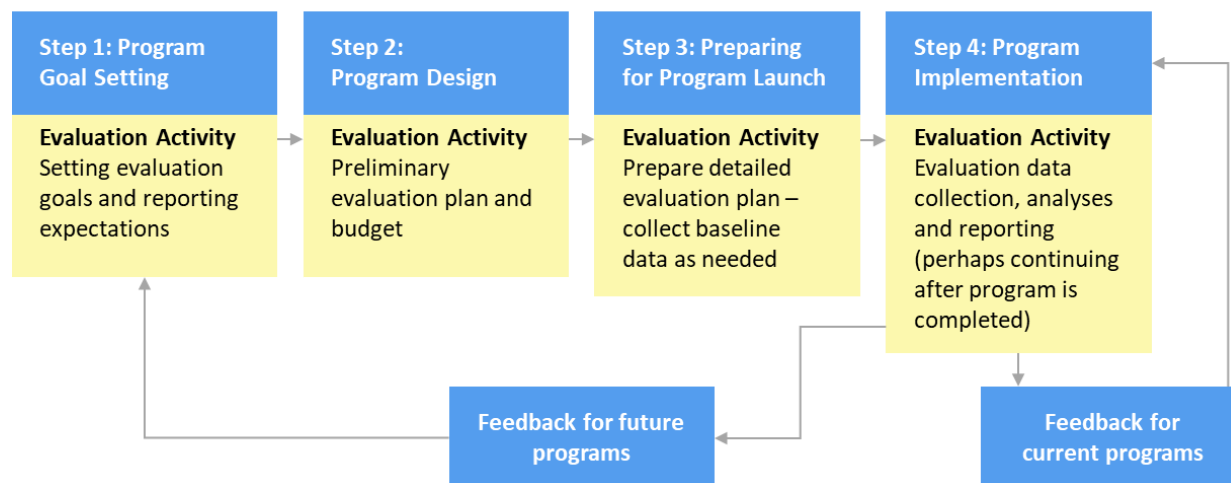 Step 1: Program
Goal Setting
Evaluation Activity
Setting evaluation
goals and reporting
expectations
Step 2:
Program Design
Evaluation Activity
Preliminary
evaluation plan and
budget
Step 3: Preparing
for Program Launch
Evaluation Activity
Prepare detailed
evaluation plan –
collect baseline
data as needed
Step 4: Program
Implementation
Evaluation Activity
Evaluation data
collection, analyses
and reporting
(perhaps continuing
after program is
completed)
Feedback for future
programs
Feedback for
current programs